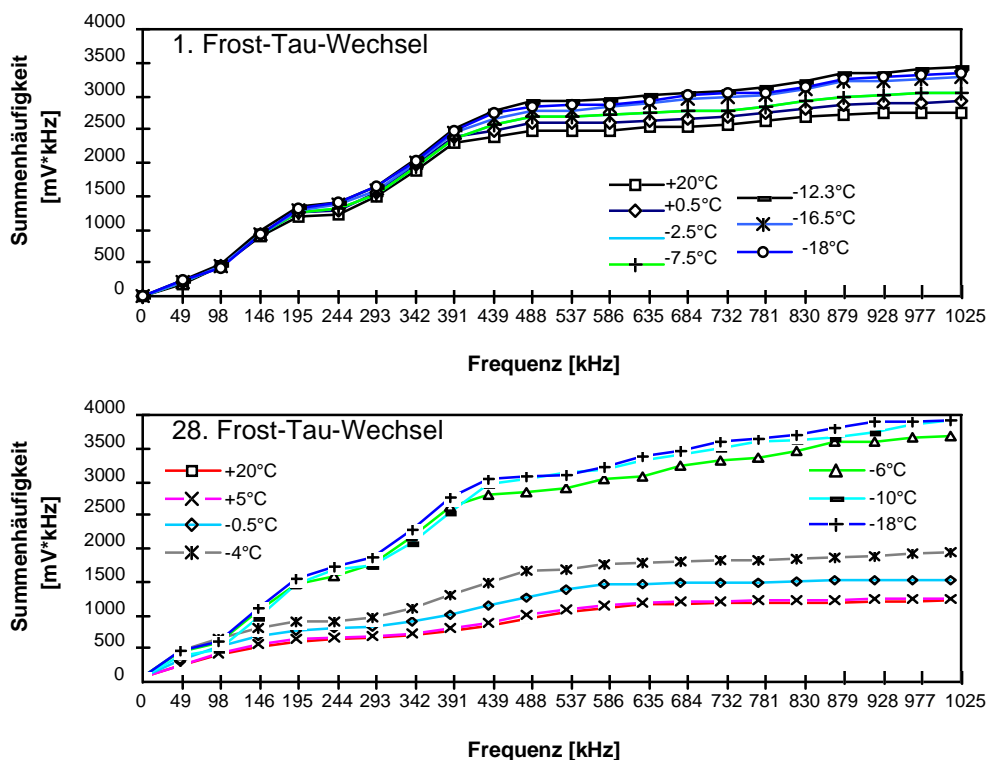 1. Frost-Tau-Wechsel
Summenhäufigkeit
[mV*kHz]
4000
3500
3000
2500
2000
1500
1000
500
0
+20°C
+0.5°C
-2.5°C
-7.5°C
-12.3°C
-16.5°C
-18°C
0 49 98 146 195 244 293 342 391 439 488 537 586 635 684 732 781 830 879 928 977 1025
Frequenz [kHz]
28. Frost-Tau-Wechsel
Summenhäufigkeit
[mV*kHz]
4000
3500
3000
2500
2000
1500
1000
500
0
+20°C
+5°C
-0.5°C
-4°C
-6°C
-10°C
-18°C
0 49 98 146 195 244 293 342 391 439 488 537 586 635 684 732 781 830 879 928 977 1025
Frequenz [kHz]